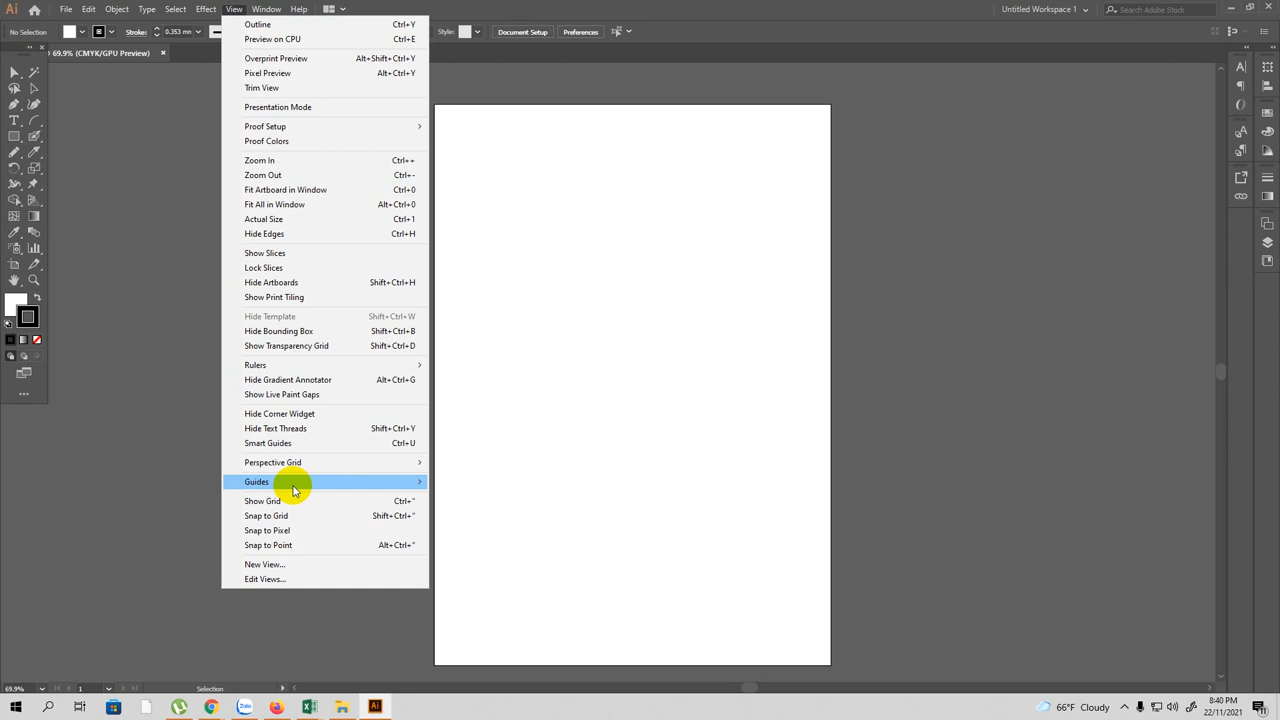 Ai File Edit Object Type Select Effect View Window Help Untitled Workspace 1 Search Adobe Stock
No Selection Stroke: 0.353 mm Style: Document Setup Preferences
69.9% (CMYK/GPU Preview) ×
Outline Ctrl+Y
Preview on CPU Ctrl+E
Overprint Preview Alt+Shift+Ctrl+Y
Pixel Preview Alt+Ctrl+Y
Trim View
Presentation Mode
Proof Setup
Proof Colors
Zoom In Ctrl++
Zoom Out Ctrl+-
Fit Artboard in Window Ctrl+0
Fit All in Window Alt+Ctrl+0
Actual Size Ctrl+1
Hide Edges Ctrl+H
Show Slices
Lock Slices
Hide Artboards Shift+Ctrl+H
Show Print Tiling
Hide Template Shift+Ctrl+W
Hide Bounding Box Shift+Ctrl+B
Show Transparency Grid Shift+Ctrl+D
Rulers
Hide Gradient Annotator Alt+Ctrl+G
Show Live Paint Gaps
Hide Corner Widget
Hide Text Threads Shift+Ctrl+Y
Smart Guides Ctrl+U
Perspective Grid
Guides
Show Grid Ctrl+"
Snap to Grid Shift+Ctrl+"
Snap to Pixel
Snap to Point Alt+Ctrl+"
New View...
Edit Views...
69.9% 1 Selection
Zalo Ai 66°F Cloudy 8:40 PM
22/11/2021